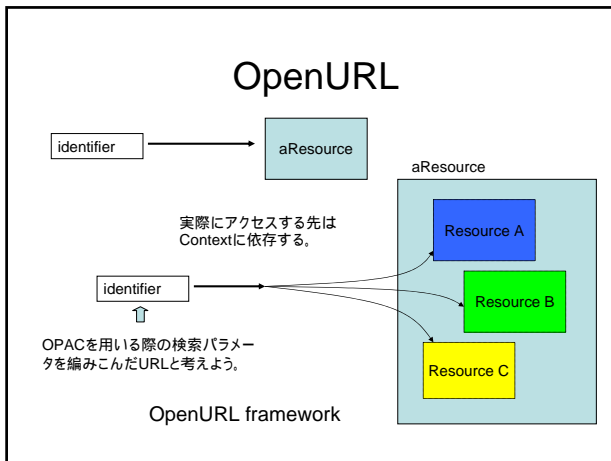 OpenURL
identifier
aResource
aResource
実際にアクセスする先は
Contextに依存する。
Resource A
identifier
Resource B
OPACを用いる際の検索パラメー
タを編みこんだURLと考えよう。
Resource C
OpenURL framework